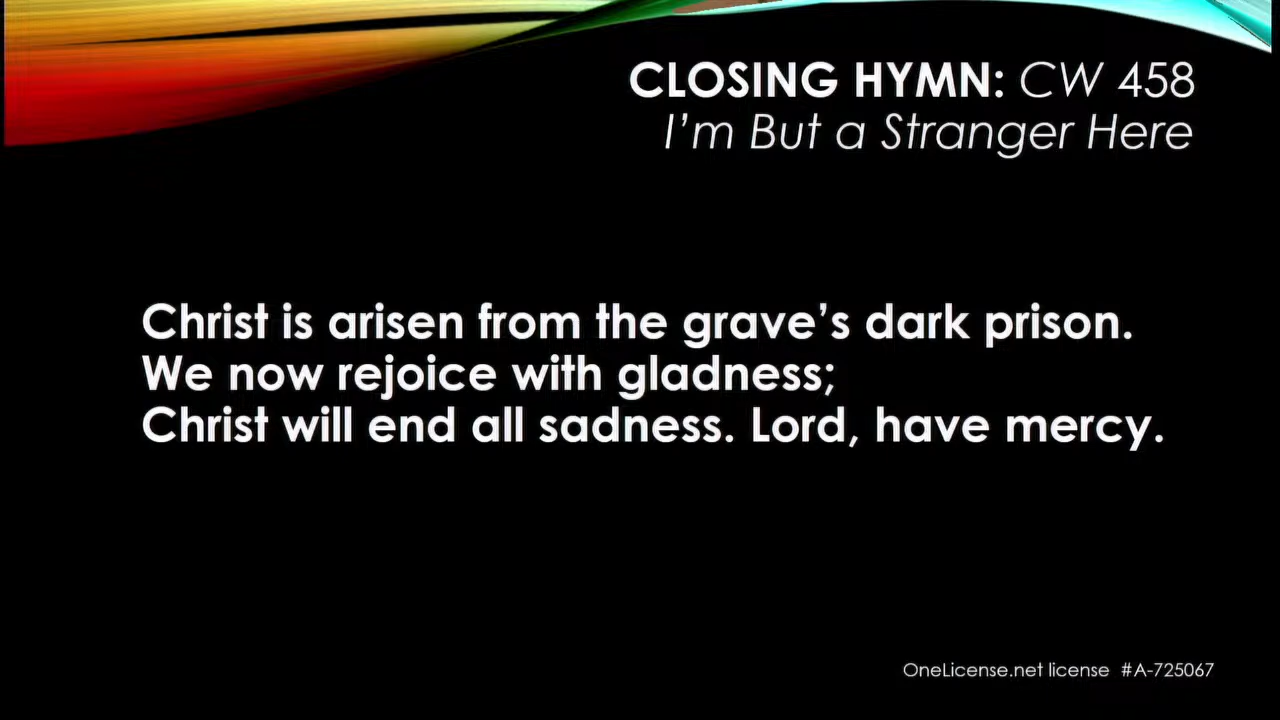 CLOSING HYMN: CW 458
I'm But a Stranger Here
Christ is arisen from the grave's dark prison.
We now rejoice with gladness;
Christ will end all sadness. Lord, have mercy.
OneLicense.net license #A-725067